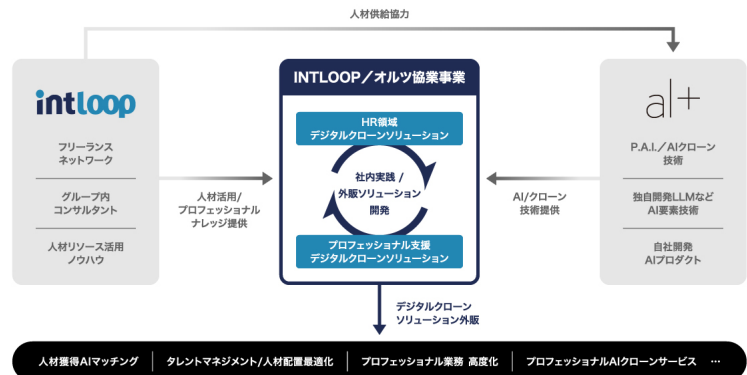 人材供給協力
intloop
フリーランス
ネットワーク
グループ内
コンサルタント
人材リソース活用
ノウハウ
人材活用/
プロフェッショナル
ナレッジ提供
INTLOOP／オルツ協業事業
HR領域
デジタルクローンソリューション
社内実践 /
外販ソリューション
開発
プロフェッショナル支援
デジタルクローンソリューション
AI/クローン
技術提供
al+
P.A.I.／AIクローン
技術
独自開発LLMなど
AI要素技術
自社開発
AIプロダクト
デジタルクローン
ソリューション外販
人材獲得AIマッチング
タレントマネジメント/人材配置最適化
プロフェッショナル業務 高度化
プロフェッショナルAIクローンサービス
…